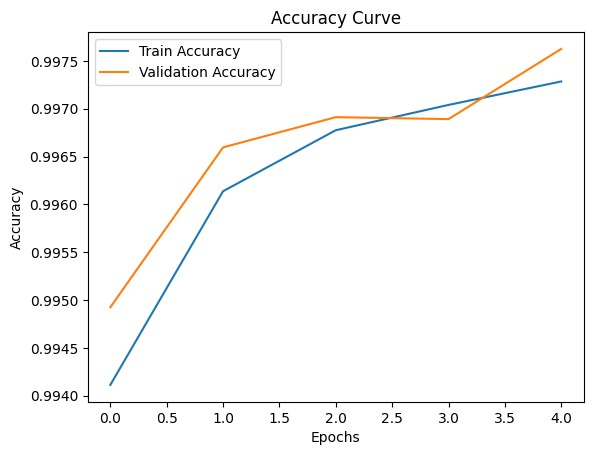 Accuracy Curve
Train Accuracy
Validation Accuracy
0.9975
0.9970
0.9965
0.9960
0.9955
0.9950
0.9945
0.9940
Accuracy
0.0 0.5 1.0 1.5 2.0 2.5 3.0 3.5 4.0
Epochs